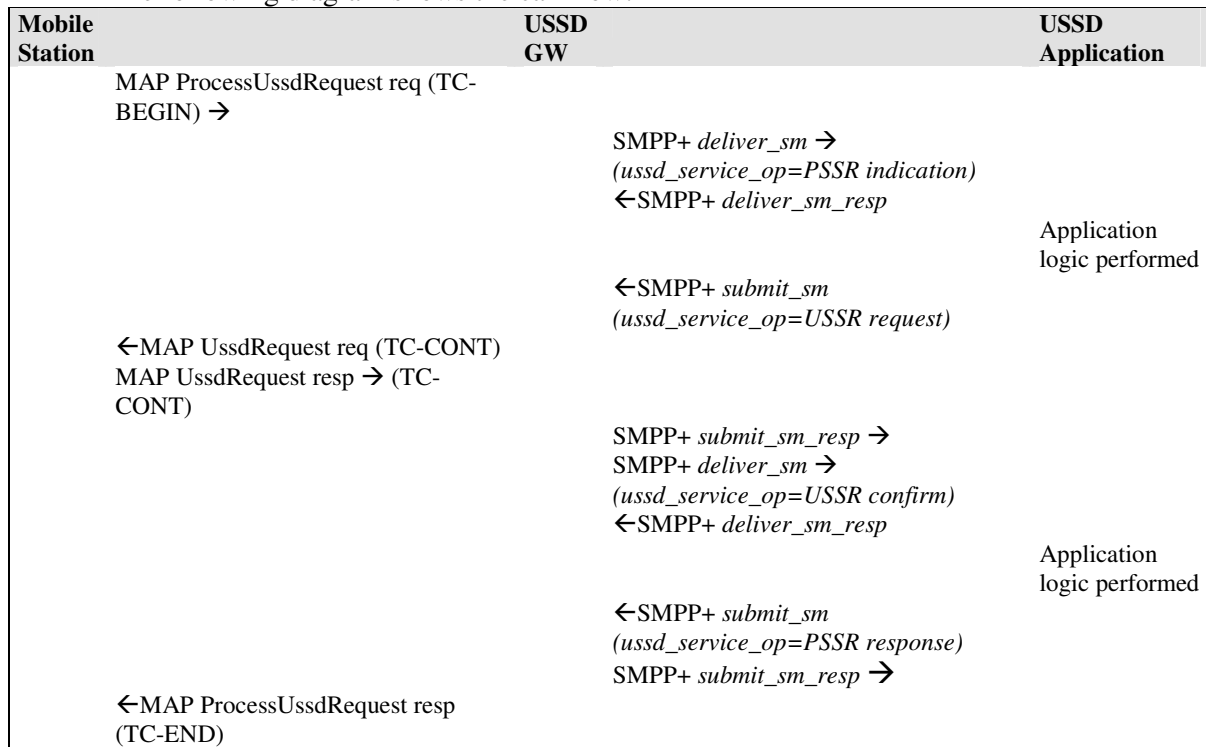 Mobile Station USSD GW USSD Application
MAP ProcessUssdRequest req (TC-
BEGIN) →
SMPP+ deliver_sm →
(ussd_service_op=PSSR indication)
←SMPP+ deliver_sm_resp
Application
logic performed
←SMPP+ submit_sm
(ussd_service_op=USSR request)
←MAP UssdRequest req (TC-CONT)
MAP UssdRequest resp → (TC-
CONT)
SMPP+ submit_sm_resp →
SMPP+ deliver_sm →
(ussd_service_op=USSR confirm)
←SMPP+ deliver_sm_resp
Application
logic performed
←SMPP+ submit_sm
(ussd_service_op=PSSR response)
SMPP+ submit_sm_resp →
←MAP ProcessUssdRequest resp
(TC-END)